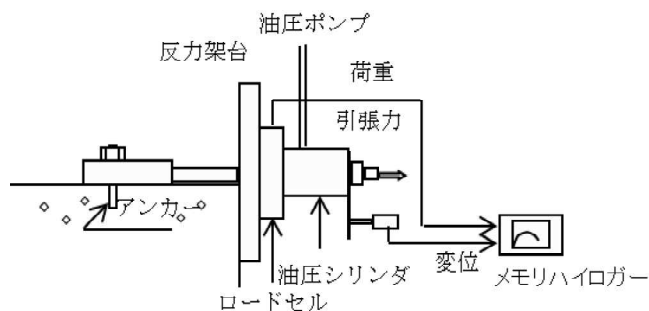 油圧ポンプ
反力架台
荷重
引張力
アンカー
油圧シリンダ
変位
メモリハイロガー
ロードセル